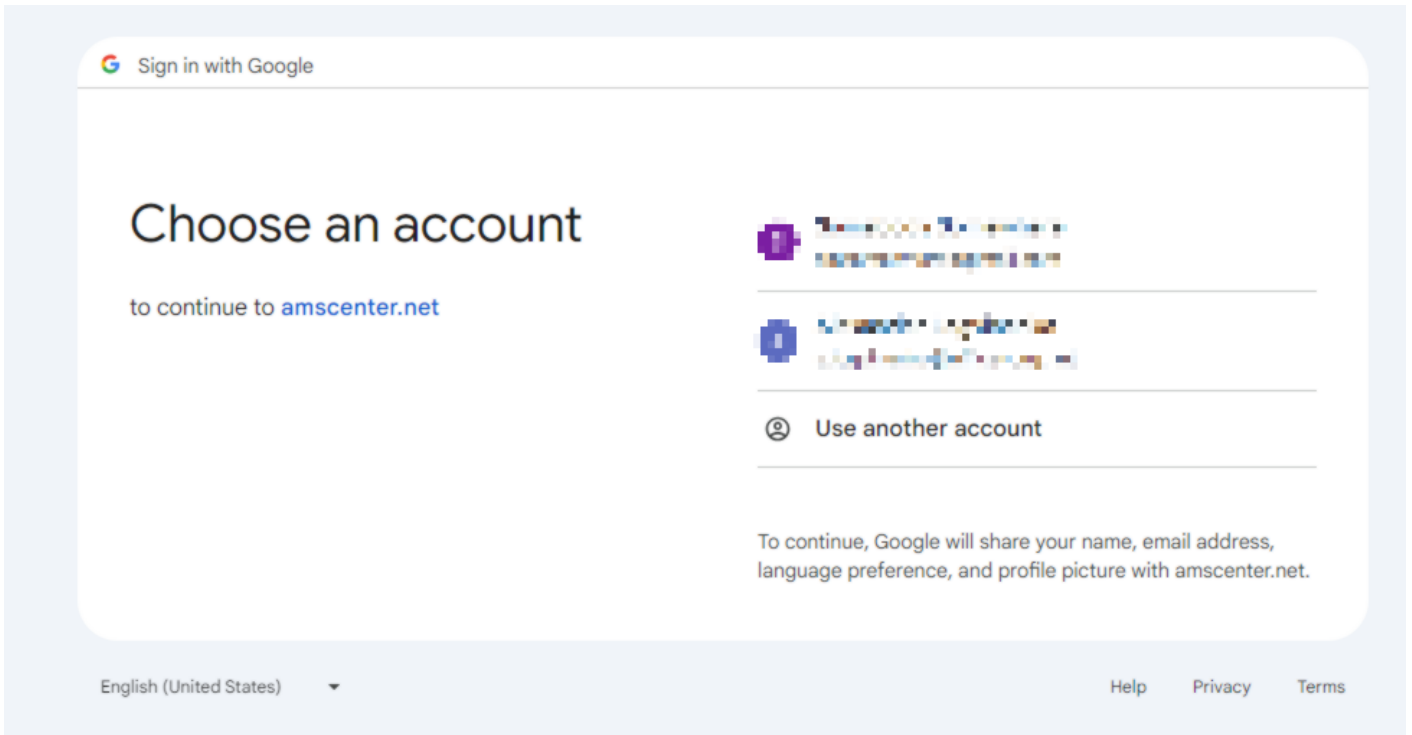 Sign in with Google
Choose an account
to continue to amscenter.net
Use another account
To continue, Google will share your name, email address,
language preference, and profile picture with amscenter.net.
English (United States)
Help Privacy Terms